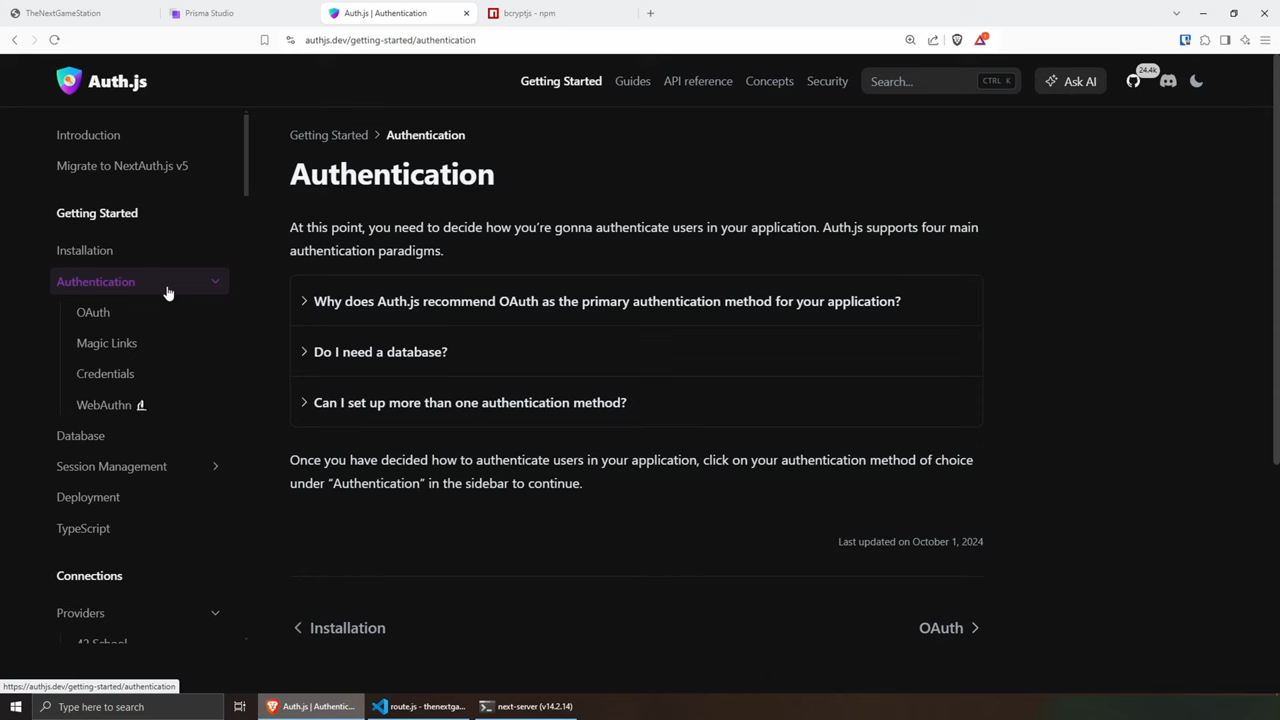 TheNextGameStation
Prisma Studio
Auth.js | Authentication
bcryptjs - npm
authjs.dev/getting-started/authentication
Auth.js
Getting Started
Guides
API reference
Concepts
Security
Search...
CTRL K
Ask AI
24.4k
Introduction
Migrate to NextAuth.js v5
Getting Started
Installation
Authentication
OAuth
Magic Links
Credentials
WebAuthn
Database
Session Management
Deployment
TypeScript
Connections
Providers
42 School
Getting Started > Authentication
Authentication
At this point, you need to decide how you’re gonna authenticate users in your application. Auth.js supports four main
authentication paradigms.
Why does Auth.js recommend OAuth as the primary authentication method for your application?
Do I need a database?
Can I set up more than one authentication method?
Once you have decided how to authenticate users in your application, click on your authentication method of choice
under “Authentication” in the sidebar to continue.
Last updated on October 1, 2024
Installation
OAuth
https://authjs.dev/getting-started/authentication
Type here to search
Auth.js | Authentic...
route.js - thenextga...
next-server (v14.2.14)